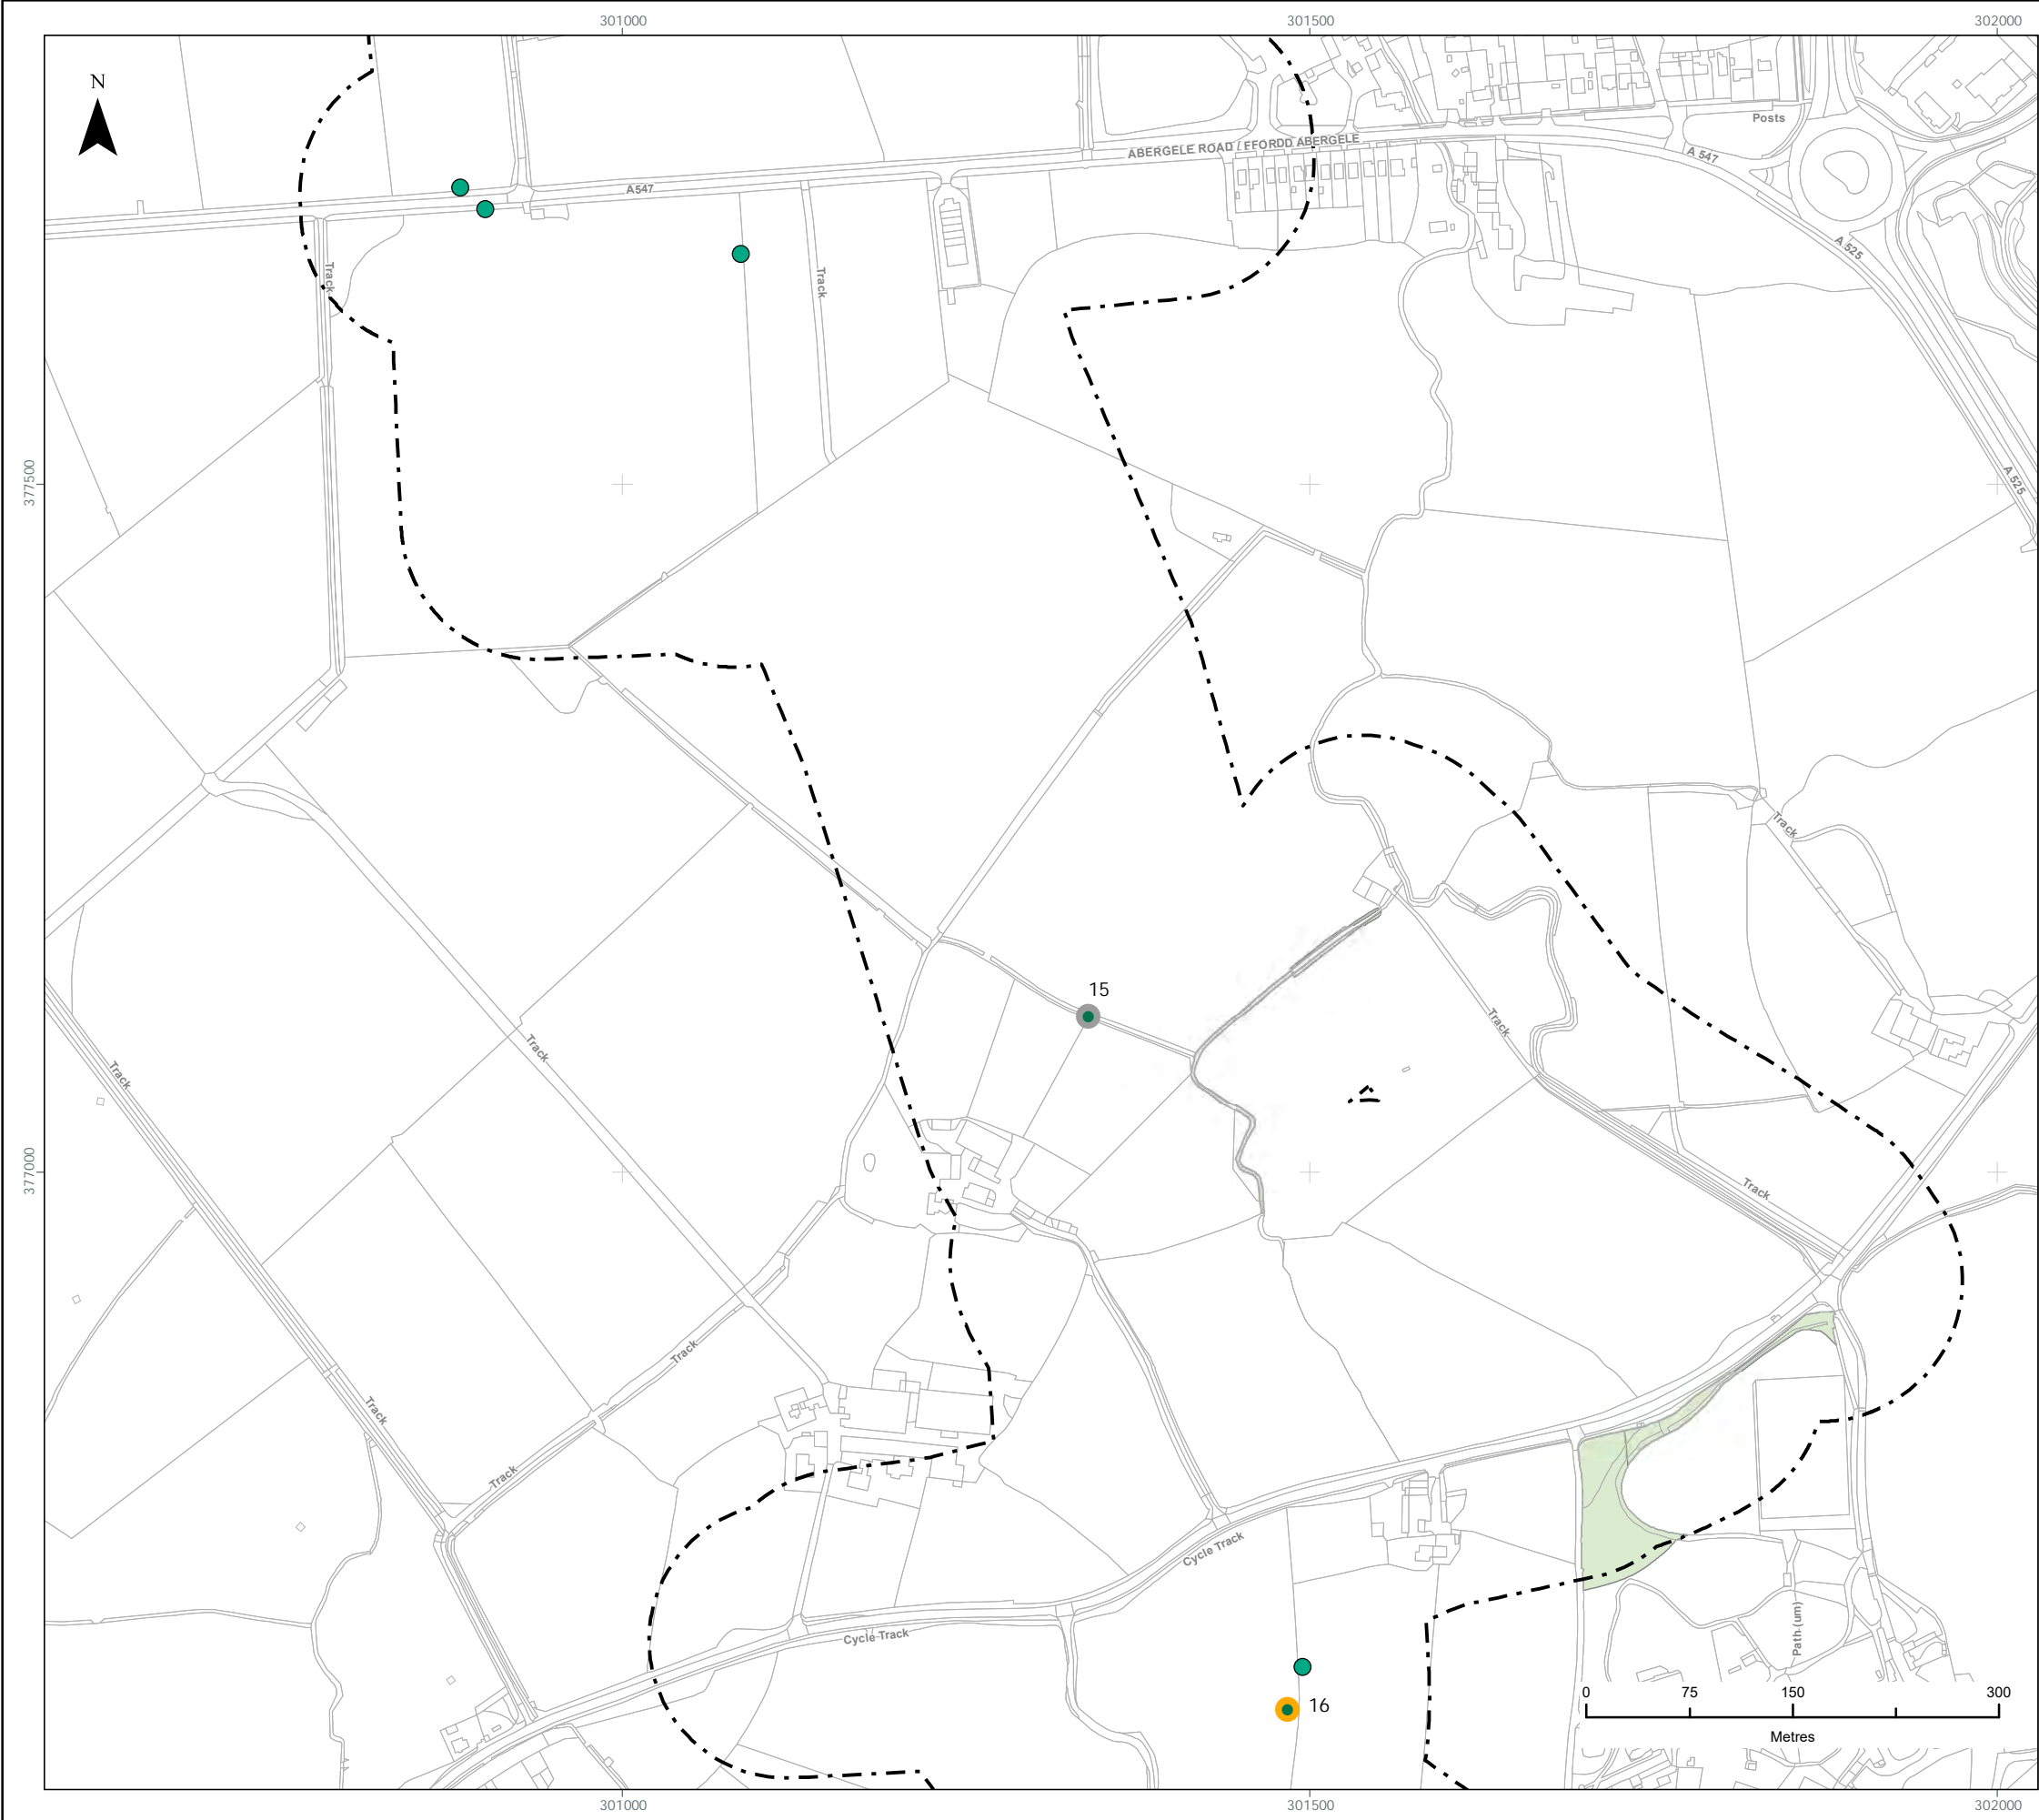 301000
301500
302000
N
Posts
ABERGELE ROAD / FFORDD ABERGELE
A 547
A547
A 525
Track
Track
377500
A 525
Track
15
Track
Track
Track
377000
Track
Track
Track
Track
Cycle Track
Cycle Track
Path (um)
16
0
75
150
300
Metres
301000
301500
302000